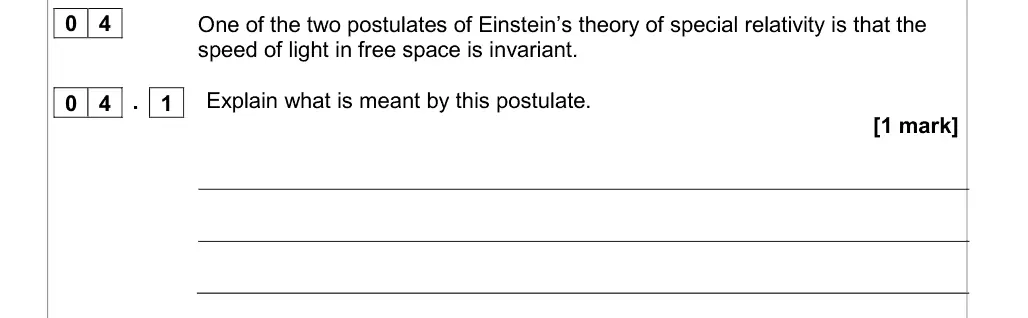 0 4 One of the two postulates of Einstein's theory of special relativity is that the
speed of light in free space is invariant.
0 4 . 1 Explain what is meant by this postulate.
[1 mark]